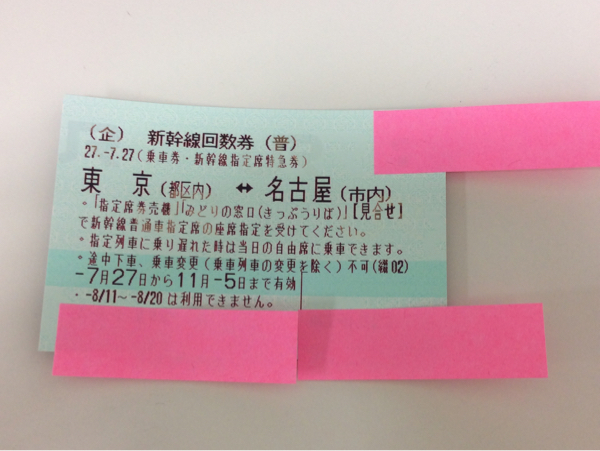 (企) 新幹線回数券(普)
27.-7.27(乗車券・新幹線指定席特急券)
東 京(都区内) ↔ 名古屋(市内)
・「指定席券売機」「みどりの窓口(きっぷうりば)」【見合せ】
で新幹線普通車指定席の座席指定を受けてください。
・指定列車に乗り遅れた時は当日の自由席に乗車できます。
・途中下車、乗車変更(乗車列車の変更を除く)不可(綴02)
-7月27日から11月-5日まで有効
・-8/11~-8/20は利用できません。